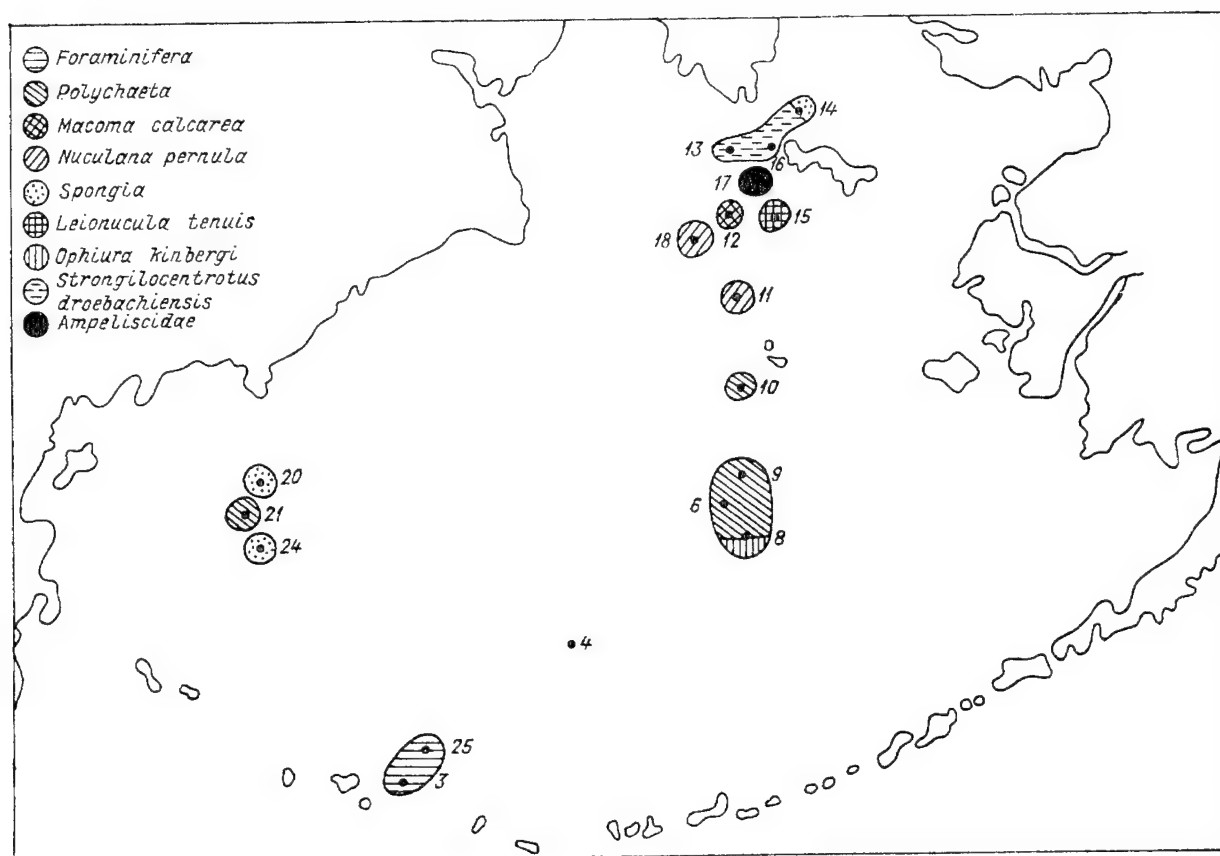 Foraminifera
Polychaeta
Macoma calcarea
Nuculana pernula
Spongia
Leionucula tenuis
Ophiura kinbergi
Strongilocentrotus
droebachiensis
Ampeliscidae
14
13
16
17
12
15
18
11
10
20
9
21
6
24
8
4
25
3